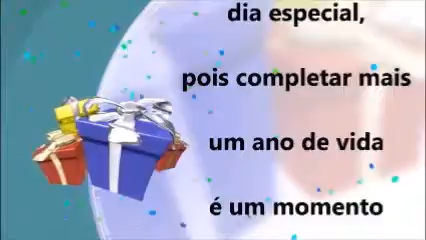 dia especial,
pois completar mais
um ano de vida
é um momento